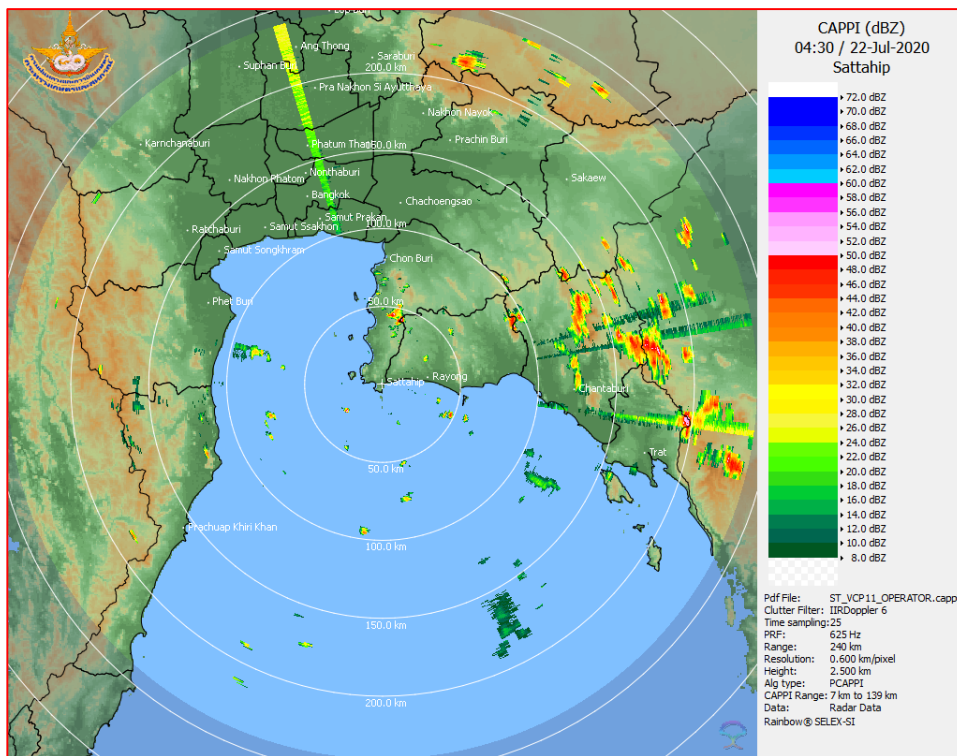 CAPPI (dBZ)
04:30 / 22-Jul-2020
Sattahip
72.0 dBZ
70.0 dBZ
68.0 dBZ
66.0 dBZ
64.0 dBZ
62.0 dBZ
60.0 dBZ
58.0 dBZ
56.0 dBZ
54.0 dBZ
52.0 dBZ
50.0 dBZ
48.0 dBZ
46.0 dBZ
44.0 dBZ
42.0 dBZ
40.0 dBZ
38.0 dBZ
36.0 dBZ
34.0 dBZ
32.0 dBZ
30.0 dBZ
28.0 dBZ
26.0 dBZ
24.0 dBZ
22.0 dBZ
20.0 dBZ
18.0 dBZ
16.0 dBZ
14.0 dBZ
12.0 dBZ
10.0 dBZ
8.0 dBZ
Pdf File: ST_VCP11_OPERATOR.capp
Clutter Filter: IIRDoppler 6
Time sampling:25
PRF: 625 Hz
Range: 240 km
Resolution: 0.600 km/pixel
Height: 2.500 km
Alg type: PCAPPI
CAPPI Range: 7 km to 139 km
Data: Radar Data
Rainbow® SELEX-SI
Ang Thong
Saraburi
Suphan Buri
200.0 km
Pra Nakhon Si Ayutthaya
Nakhon Nayok
Karnchanaburi
Phatum Thani
150.0 km
Prachin Buri
Nonthaburi
Nakhon Phatom
Sakaew
Bangkok
Chachoengsao
Samut Prakan
Ratchaburi
Samut Ssakhon
100.0 km
Samut Songkhram
Chon Buri
Phet Buri
50.0 km
Sattahip
Rayong
Chantaburi
Trat
50.0 km
Prachuap Khiri Khan
100.0 km
150.0 km
200.0 km